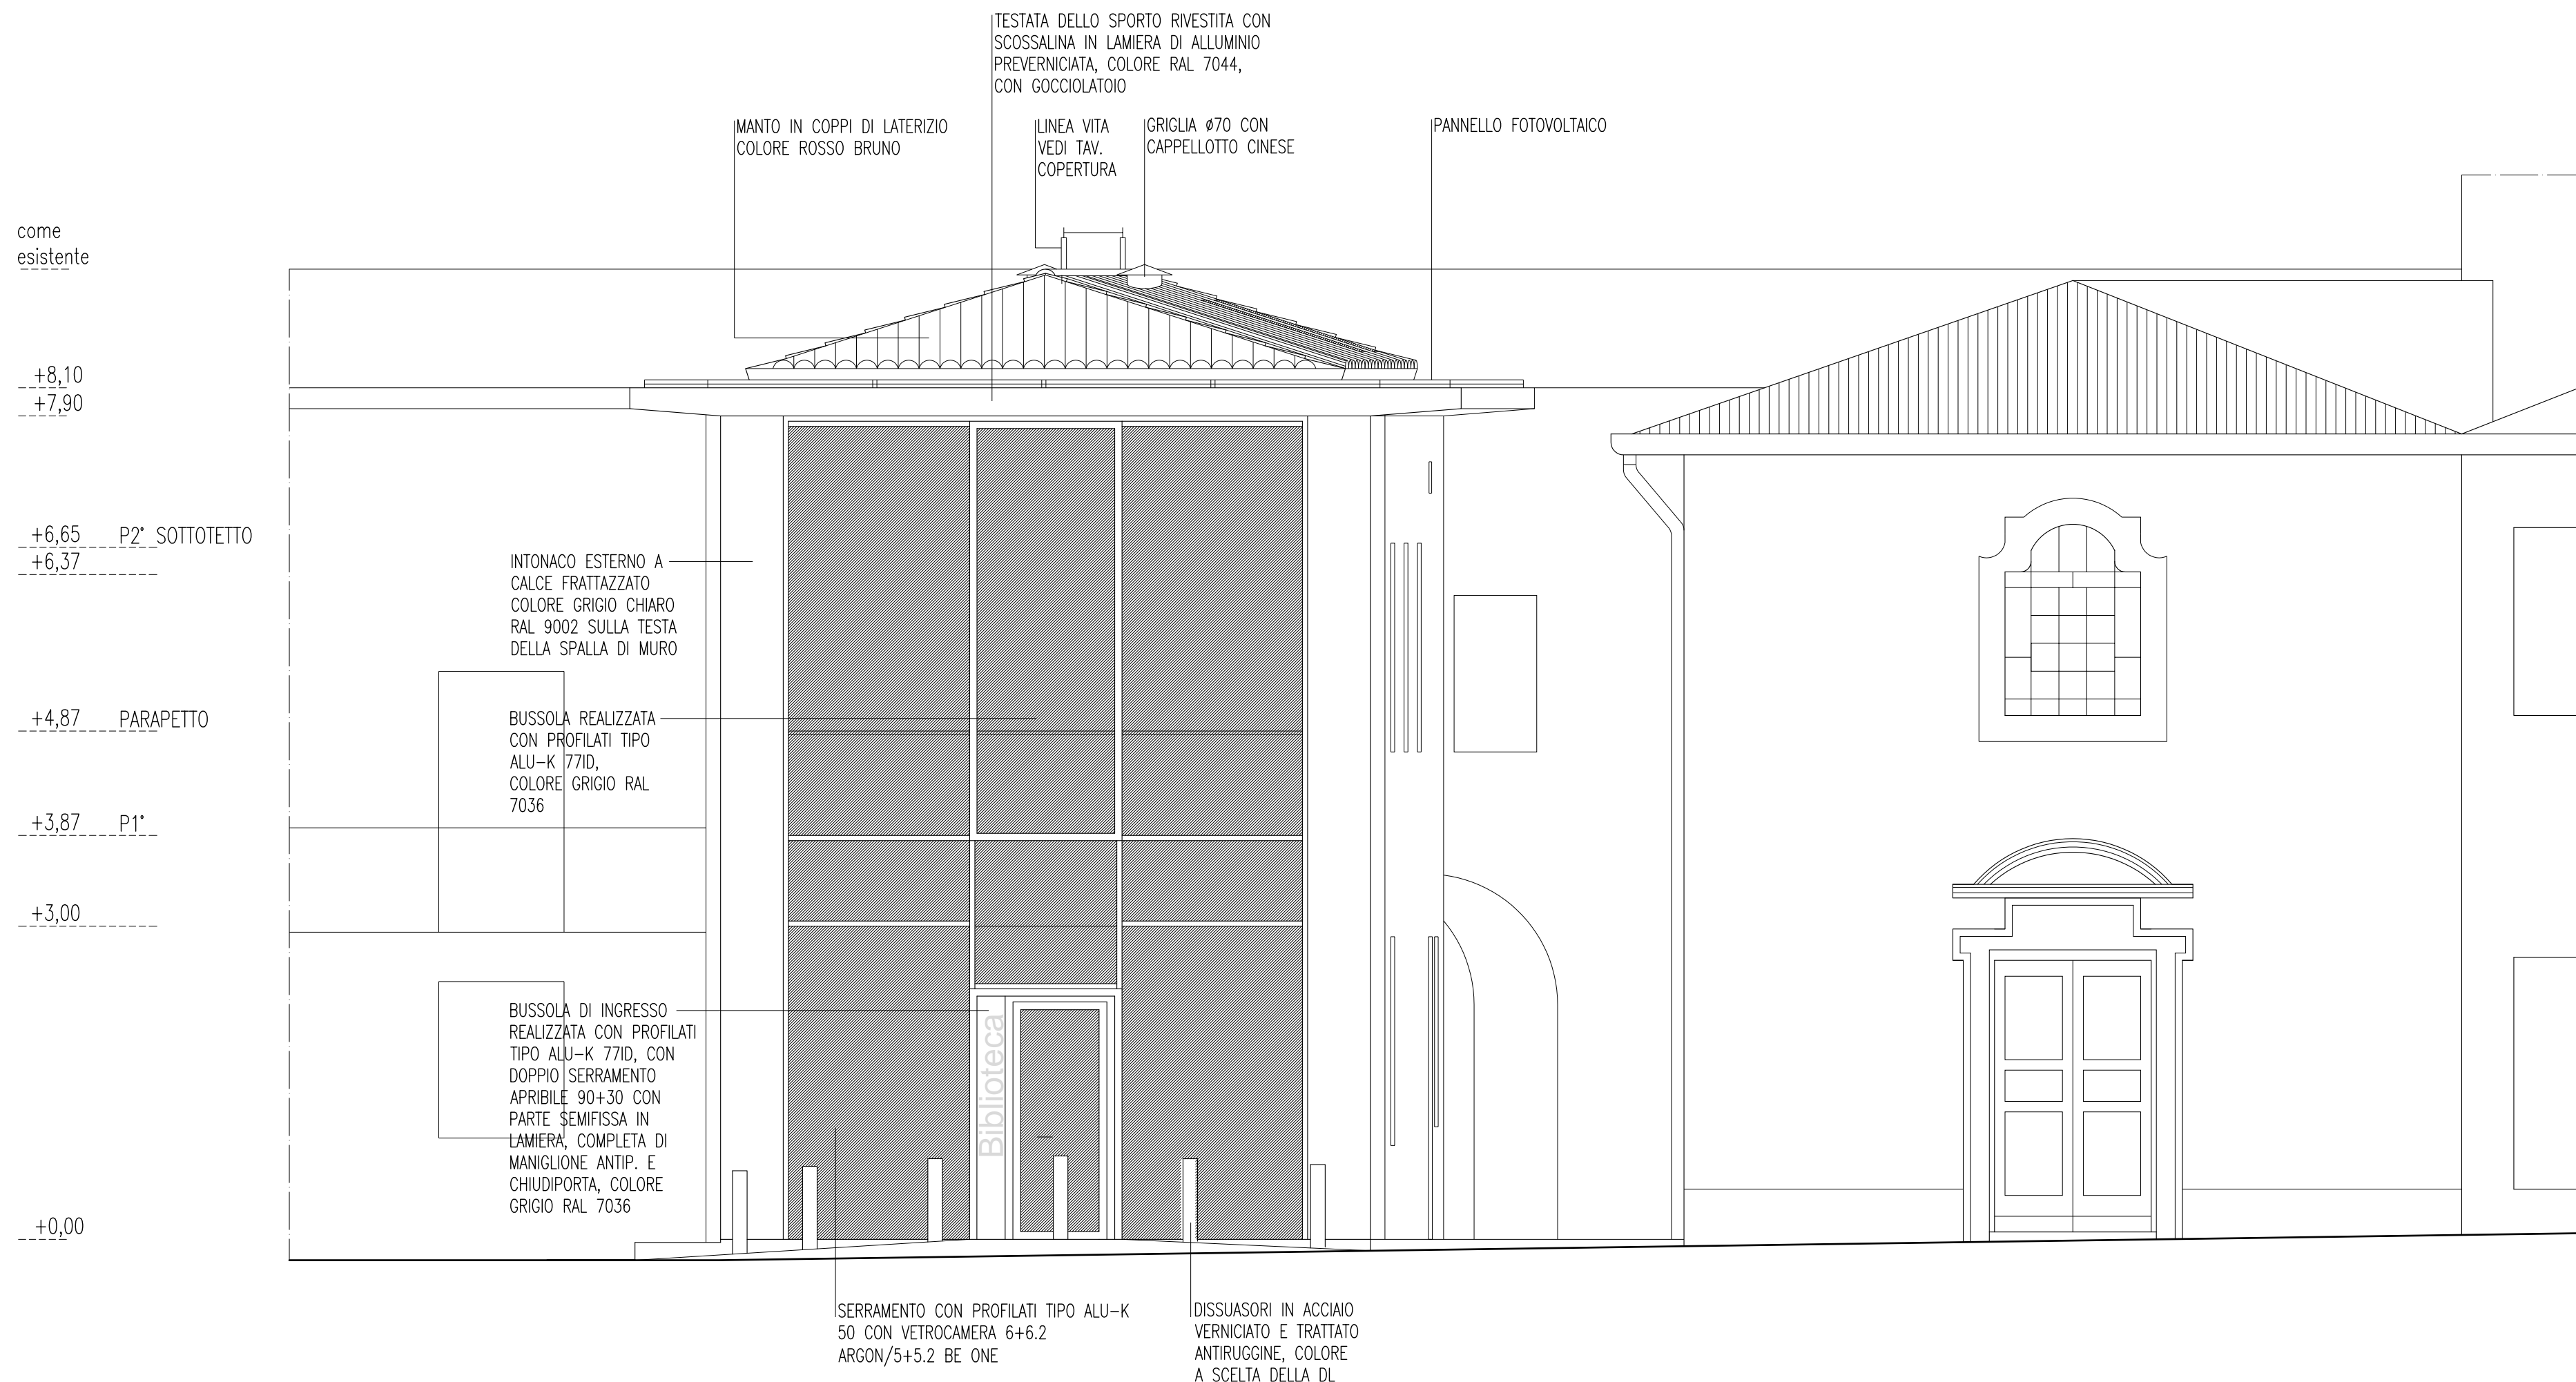 TESTATA DELLO SPORTO RIVESTITA CON
SCOSSALINA IN LAMIERA DI ALLUMINIO
PREVERNICIATA, COLORE RAL 7044,
CON GOCCIOLATOIO
MANTO IN COPPI DI LATERIZIO
COLORE ROSSO BRUNO
LINEA VITA
VEDI TAV.
COPERTURA
GRIGLIA ø70 CON
CAPPELLOTTO CINESE
PANNELLO FOTOVOLTAICO
come
esistente
+8,10
+7,90
+6,65 P2° SOTTOTETTO
+6,37
+4,87 PARAPETTO
+3,87 P1°
+3,00
+0,00
INTONACO ESTERNO A
CALCE FRATTAZZATO
COLORE GRIGIO CHIARO
RAL 9002 SULLA TESTA
DELLA SPALLA DI MURO
BUSSOLA REALIZZATA
CON PROFILATI TIPO
ALU-K 77ID,
COLORE GRIGIO RAL
7036
BUSSOLA DI INGRESSO
REALIZZATA CON PROFILATI
TIPO ALU-K 77ID, CON
DOPPIO SERRAMENTO
APRIBILE 90+30 CON
PARTE SEMIFISSA IN
LAMIERA, COMPLETA DI
MANIGLIONE ANTIP. E
CHIUDIPORTA, COLORE
GRIGIO RAL 7036
Biblioteca
SERRAMENTO CON PROFILATI TIPO ALU-K
50 CON VETROCAMERA 6+6.2
ARGON/5+5.2 BE ONE
DISSUASORI IN ACCIAIO
VERNICIATO E TRATTATO
ANTIRUGGINE, COLORE
A SCELTA DELLA DL